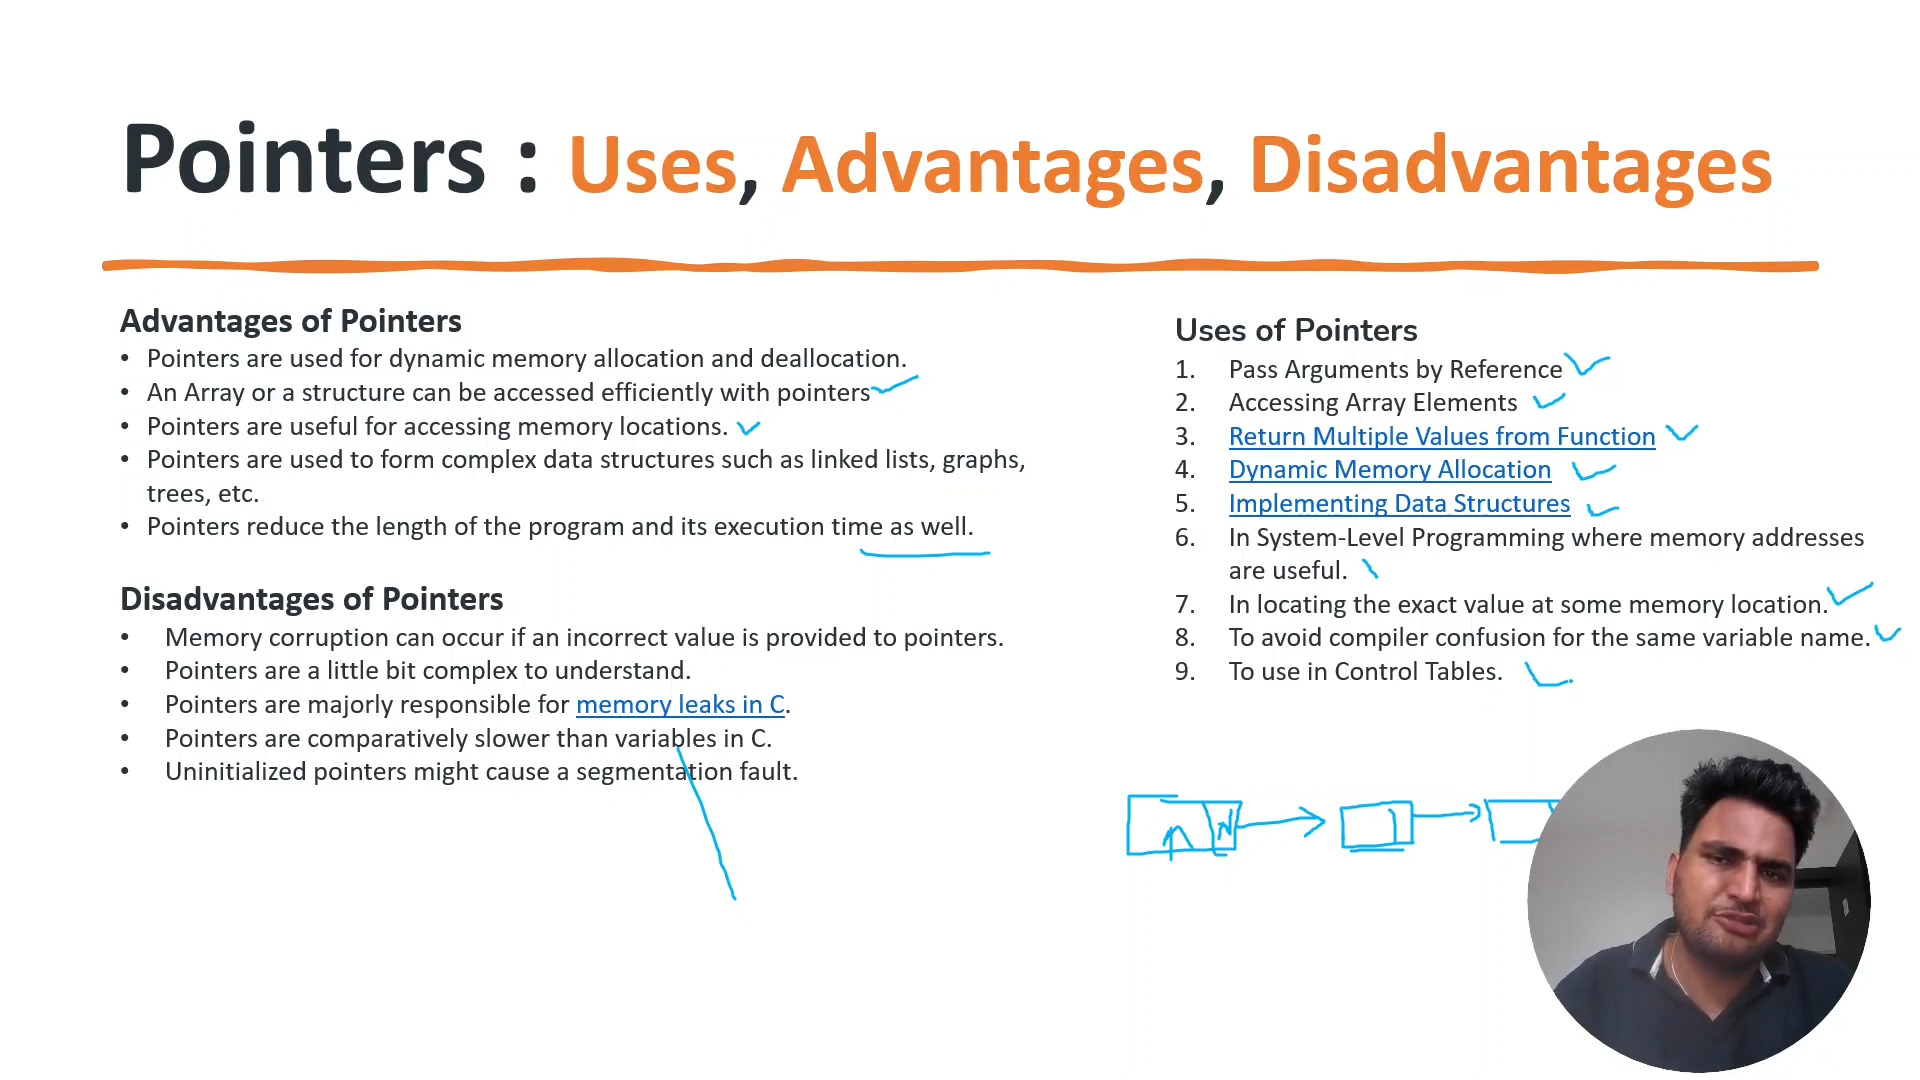 Pointers : Uses, Advantages, Disadvantages
Advantages of Pointers
• Pointers are used for dynamic memory allocation and deallocation.
• An Array or a structure can be accessed efficiently with pointers
• Pointers are useful for accessing memory locations.
• Pointers are used to form complex data structures such as linked lists, graphs,
trees, etc.
• Pointers reduce the length of the program and its execution time as well.
Disadvantages of Pointers
• Memory corruption can occur if an incorrect value is provided to pointers.
• Pointers are a little bit complex to understand.
• Pointers are majorly responsible for memory leaks in C.
• Pointers are comparatively slower than variables in C.
• Uninitialized pointers might cause a segmentation fault.
Uses of Pointers
1. Pass Arguments by Reference
2. Accessing Array Elements
3. Return Multiple Values from Function
4. Dynamic Memory Allocation
5. Implementing Data Structures
6. In System-Level Programming where memory addresses
are useful.
7. In locating the exact value at some memory location.
8. To avoid compiler confusion for the same variable name.
9. To use in Control Tables.
N